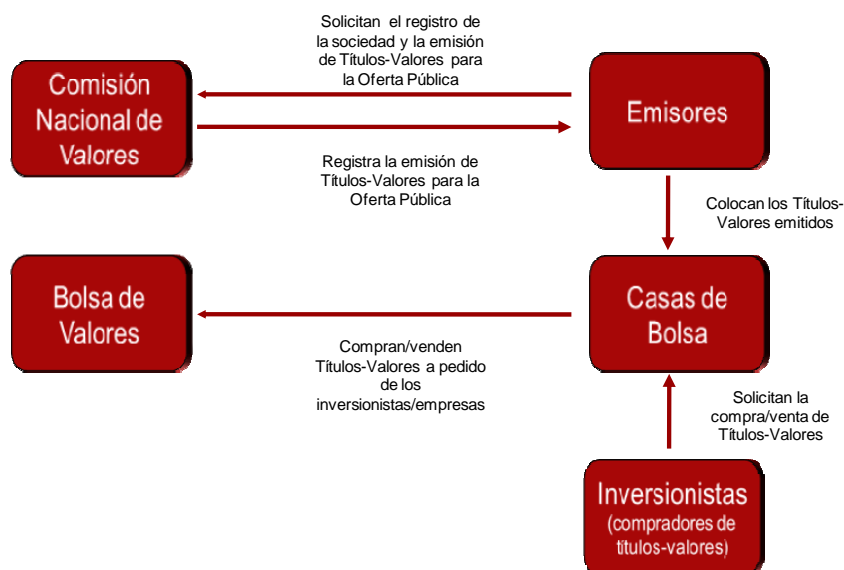 Solicitan el registro de
la sociedad y la emisión
de Títulos-Valores para
la Oferta Pública
Comisión
Nacional de
Valores
Emisores
Registra la emisión de
Títulos-Valores para la
Oferta Pública
Colocan los Títulos-
Valores emitidos
Bolsa de
Valores
Casas de
Bolsa
Compran/venden
Títulos-Valores a pedido
de los
inversionistas/empresas
Solicitan la
compra/venta de
Títulos-Valores
Inversionistas
(compradores de
títulos-valores)